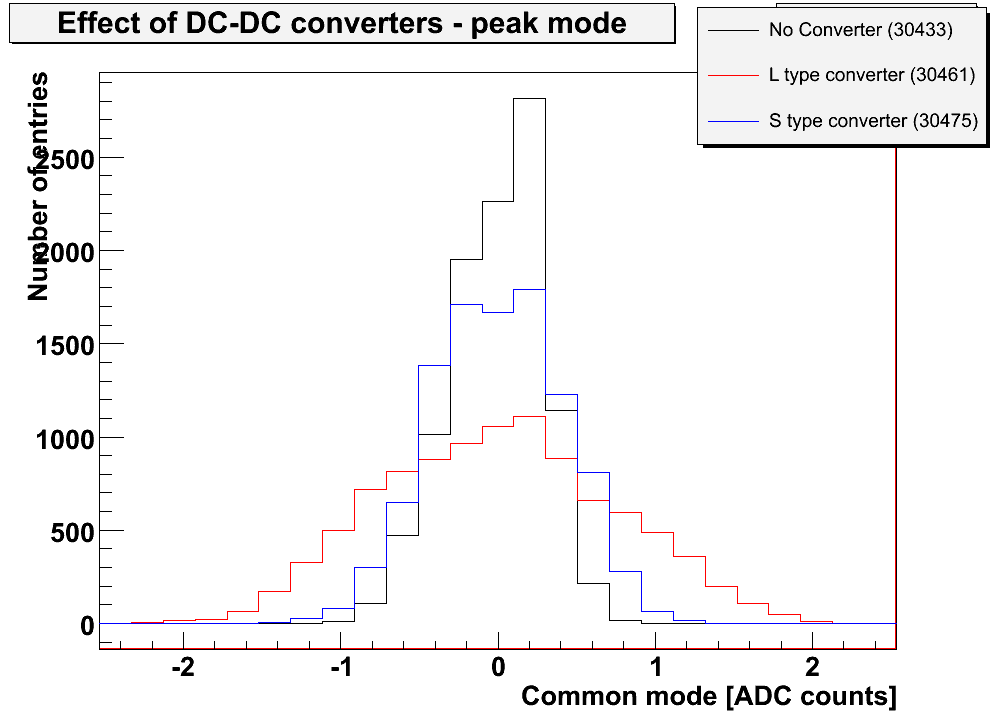 Effect of DC-DC converters - peak mode
No Converter (30433)
L type converter (30461)
S type converter (30475)
Number of entries
2500
2000
1500
1000
500
0
-2 -1 0 1 2
Common mode [ADC counts]